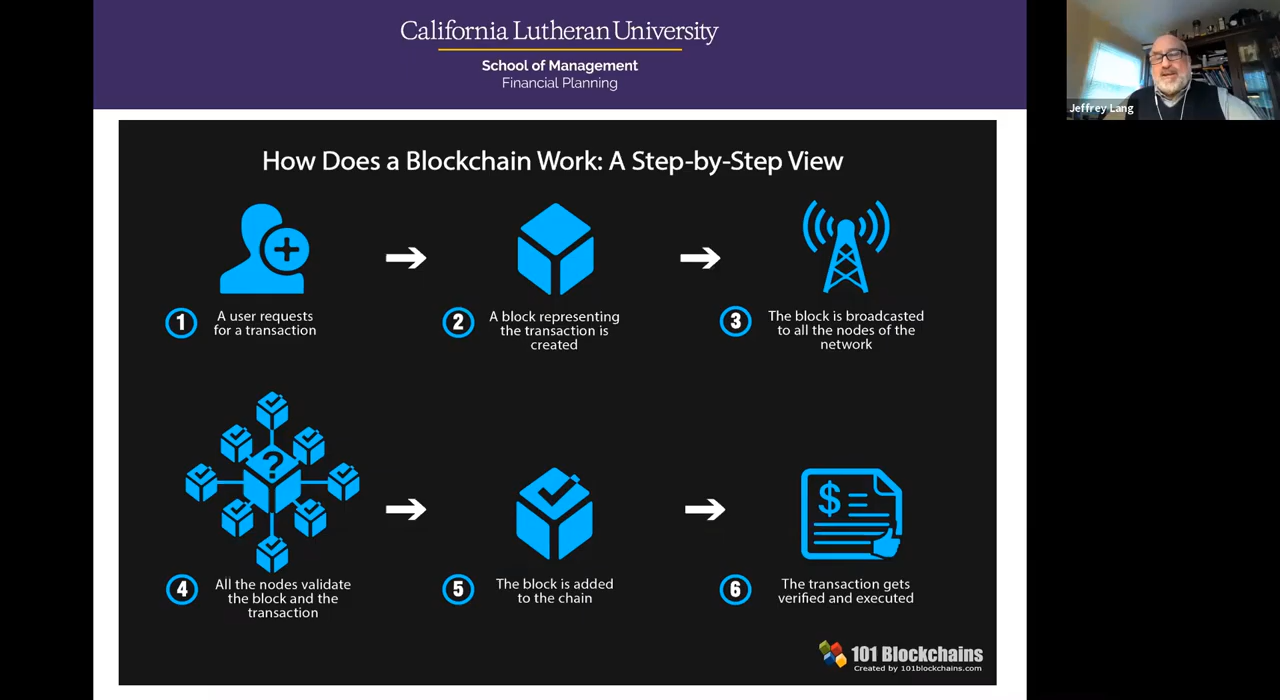 California Lutheran University
School of Management
Financial Planning
Jeffrey Lang
How Does a Blockchain Work: A Step-by-Step View
1
A user requests
for a transaction
2
A block representing
the transaction is
created
3
The block is broadcasted
to all the nodes of the
network
?
4
All the nodes validate
the block and the
transaction
5
The block is added
to the chain
$
6
The transaction gets
verified and executed
101 Blockchains
Created by 101blockchains.com